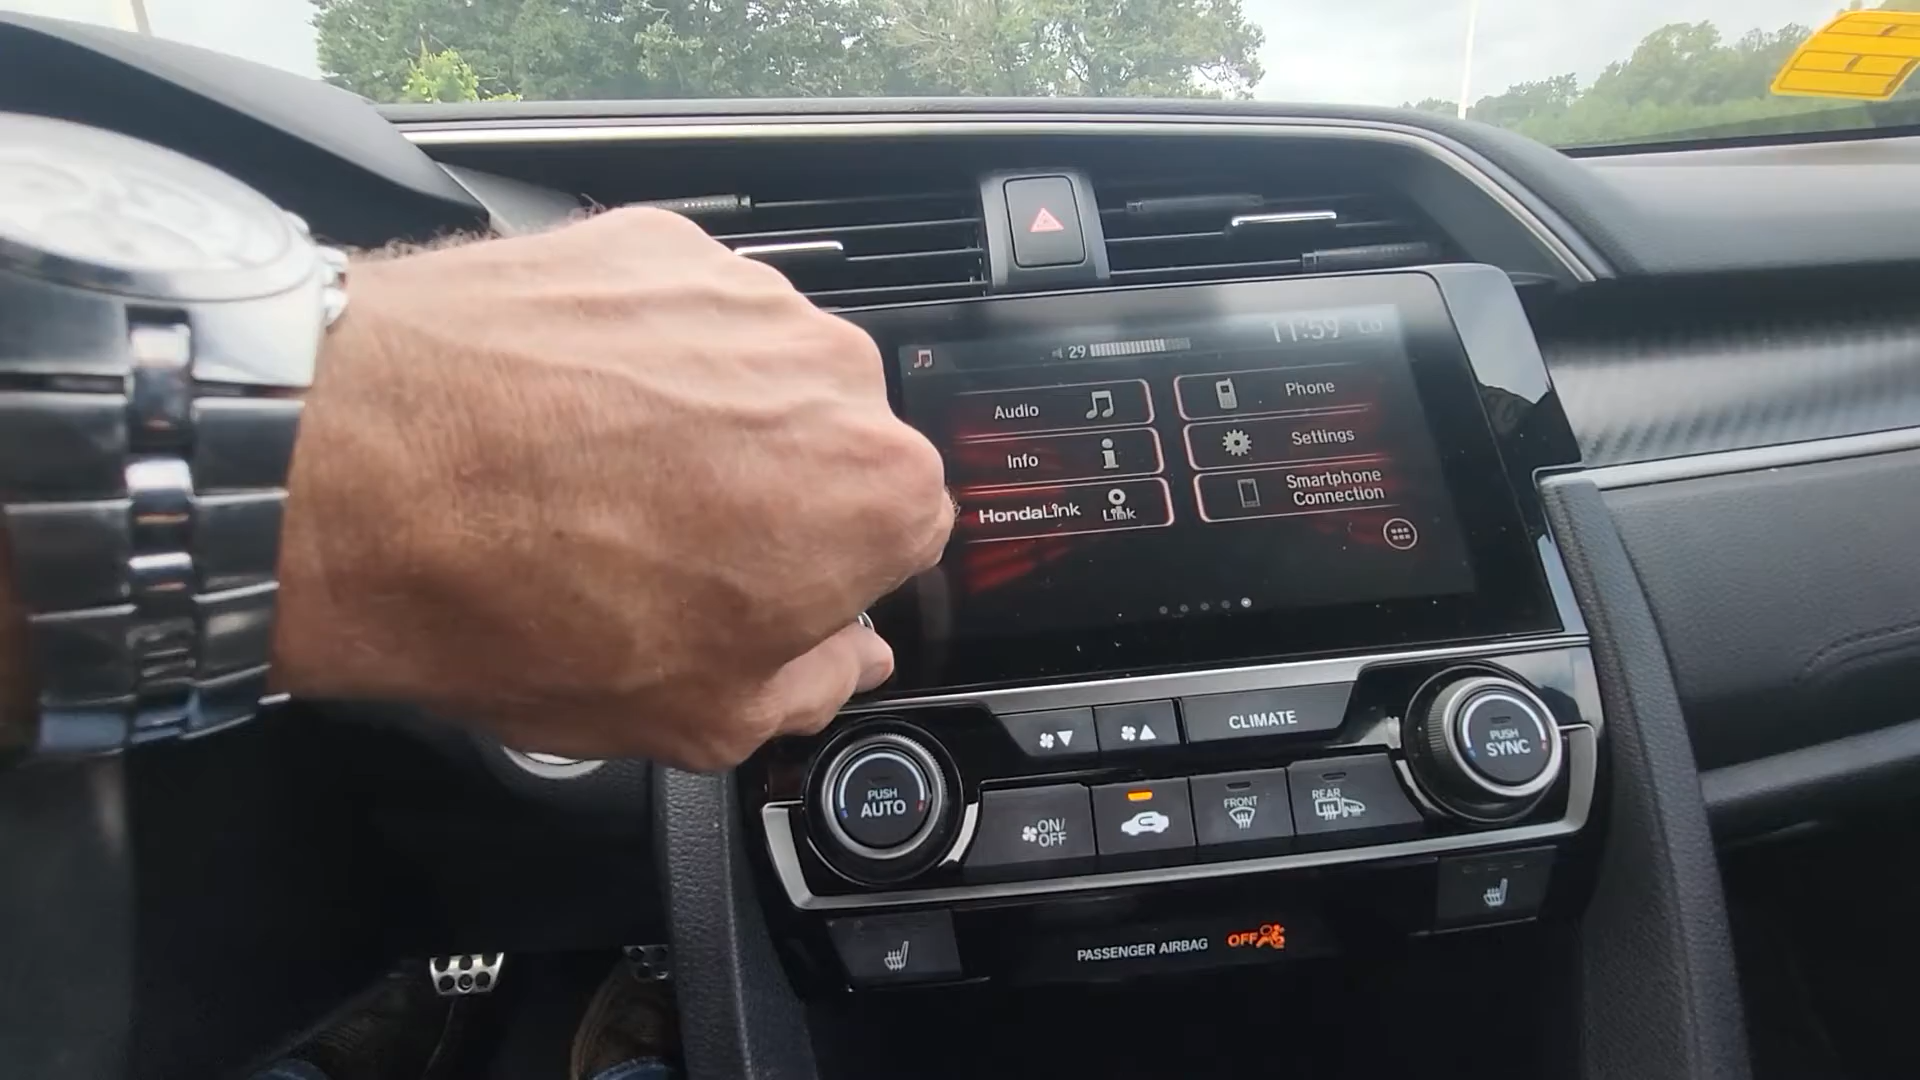 29
11:59
Audio
Phone
Info
Settings
HondaLink
Link
Smartphone
Connection
CLIMATE
PUSH
AUTO
PUSH
SYNC
ON/
OFF
FRONT
REAR
PASSENGER AIRBAG
OFF